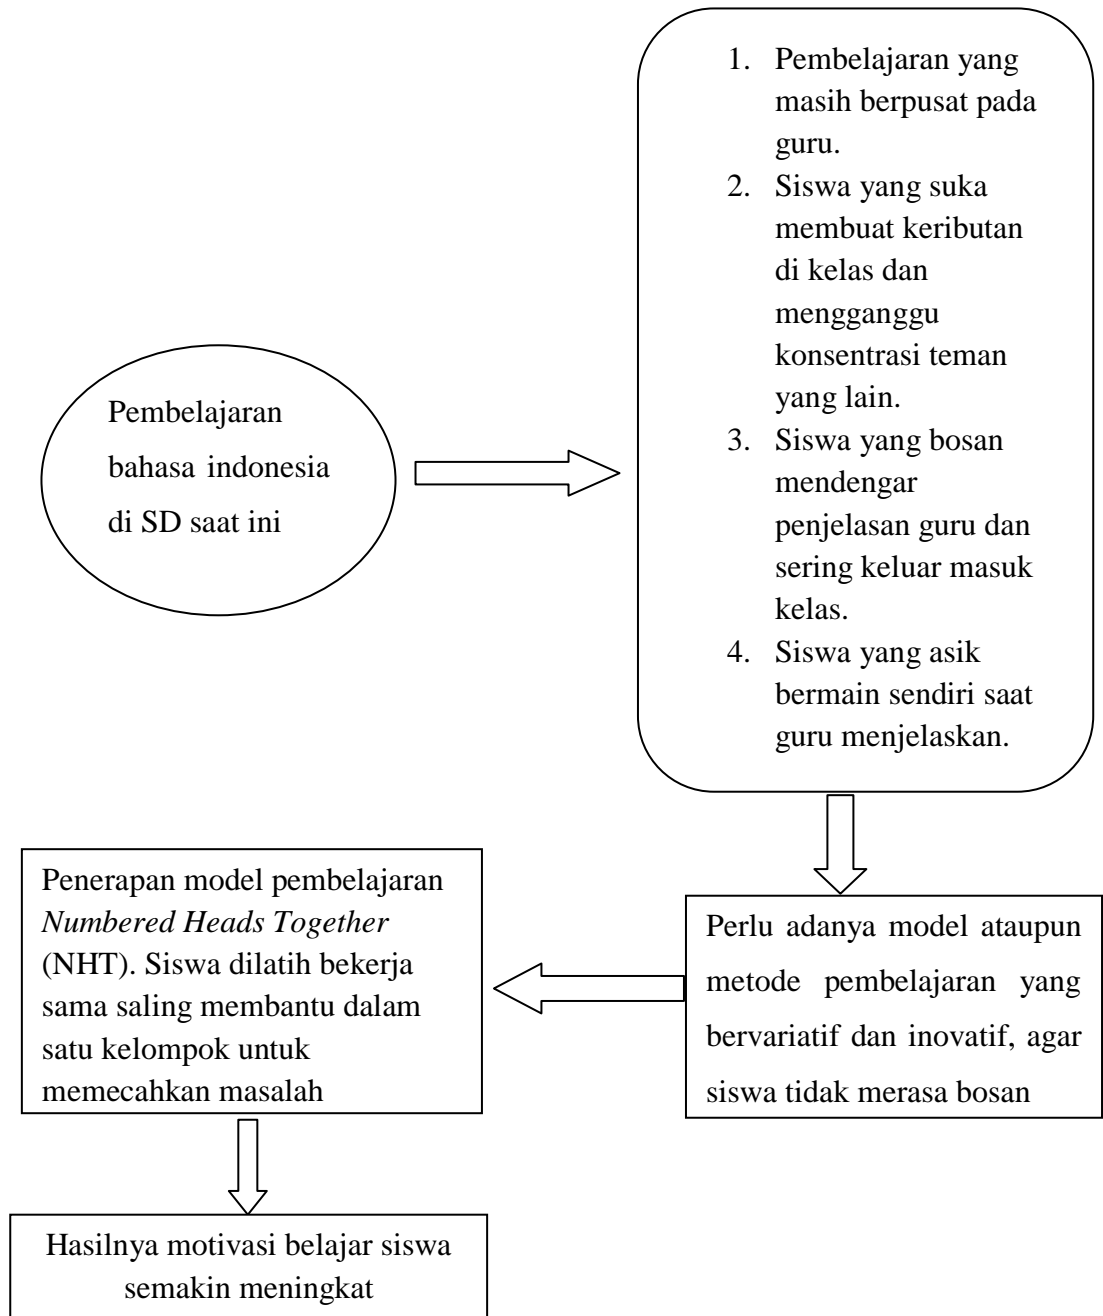 Pembelajaran
bahasa indonesia
di SD saat ini
1. Pembelajaran yang
masih berpusat pada
guru.
2. Siswa yang suka
membuat keributan
di kelas dan
mengganggu
konsentrasi teman
yang lain.
3. Siswa yang bosan
mendengar
penjelasan guru dan
sering keluar masuk
kelas.
4. Siswa yang asik
bermain sendiri saat
guru menjelaskan.
Perlu adanya model ataupun
metode pembelajaran yang
bervariatif dan inovatif, agar
siswa tidak merasa bosan
Penerapan model pembelajaran
Numbered Heads Together
(NHT). Siswa dilatih bekerja
sama saling membantu dalam
satu kelompok untuk
memecahkan masalah
Hasilnya motivasi belajar siswa
semakin meningkat